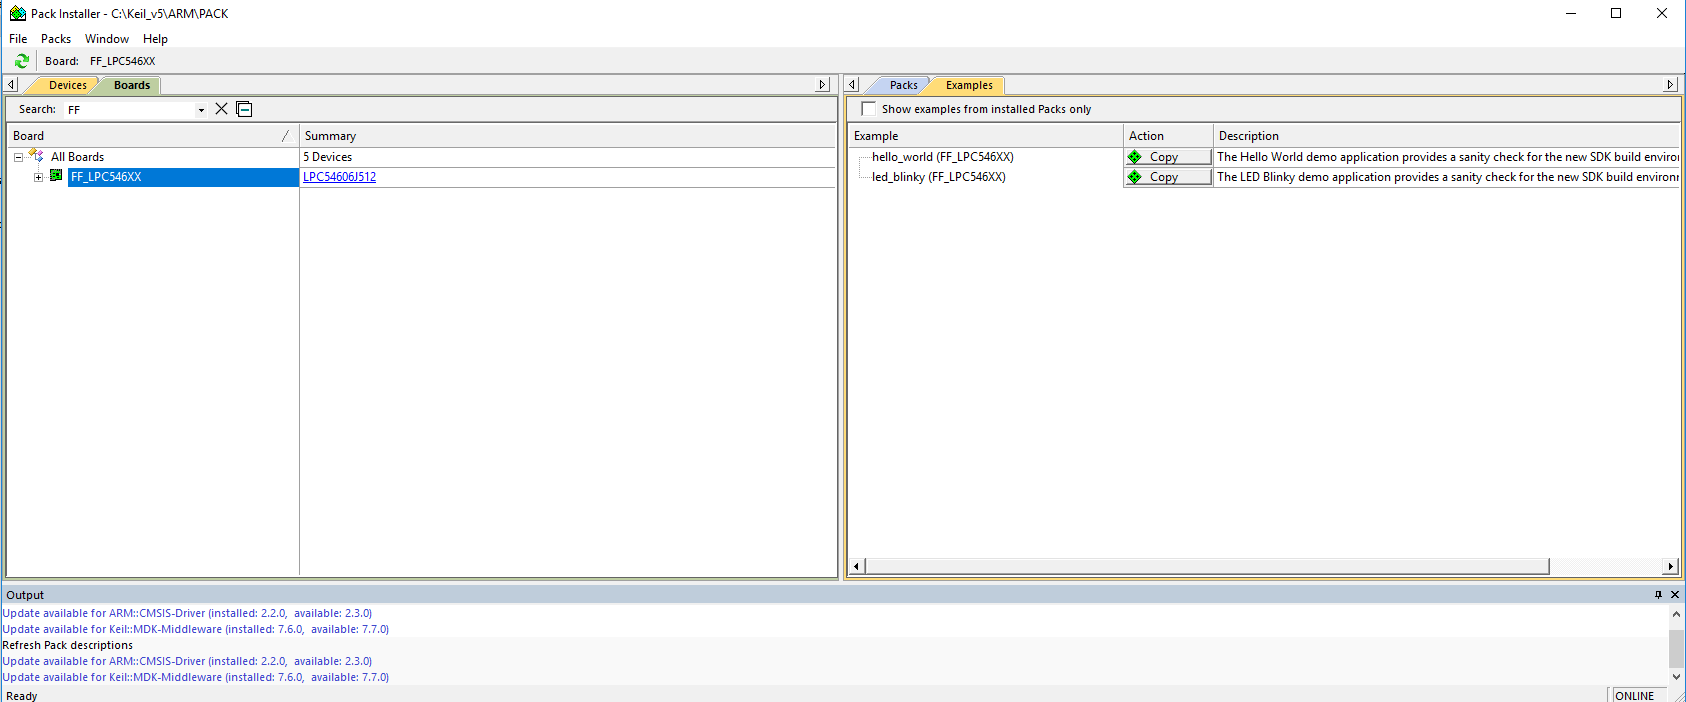 Pack Installer - C:\Keil_v5\ARM\PACK
File Packs Window Help
Board: FF_LPC546XX
Devices Boards
Search: FF
Board Summary
All Boards 5 Devices
FF_LPC546XX LPC54606J512
Packs Examples
Show examples from installed Packs only
Example Action Description
hello_world (FF_LPC546XX) Copy The Hello World demo application provides a sanity check for the new SDK build
led_blinky (FF_LPC546XX) Copy The LED Blinky demo application provides a sanity check for the new SDK build
Output
Update available for ARM::CMSIS-Driver (installed: 2.2.0, available: 2.3.0)
Update available for Keil::MDK-Middleware (installed: 7.6.0, available: 7.7.0)
Refresh Pack descriptions
Update available for ARM::CMSIS-Driver (installed: 2.2.0, available: 2.3.0)
Update available for Keil::MDK-Middleware (installed: 7.6.0, available: 7.7.0)
Ready ONLINE